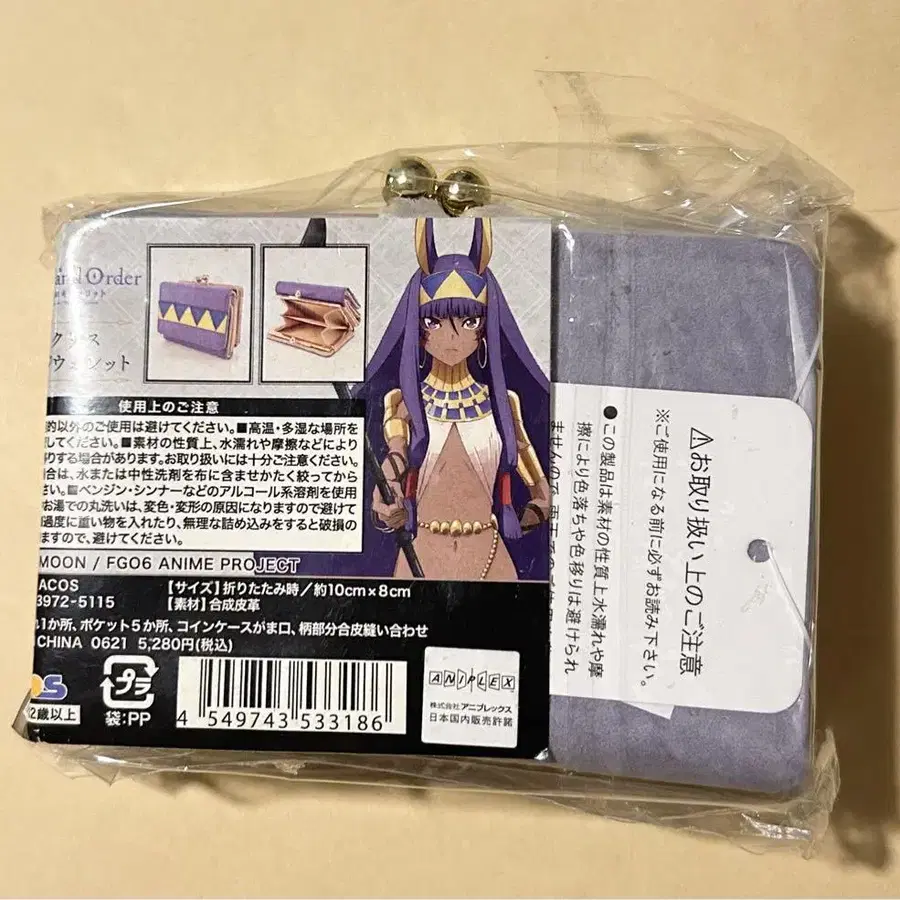 and Order
クナス
ウォレット
使用上のご注意
的以外のご使用は避けてください。■高温・多湿な場所を
してください。■素材の性質上、水濡れや摩擦などにより
りする場合があります。お取り扱いには十分ご注意ください。
合は、水または中性洗剤を布に含ませかたく絞ってから
さい。■ベンジン・シンナーなどのアルコール系溶剤を使用
お湯での丸洗いは、変色・変形の原因になりますので避けて
過度に重い物を入れたり、無理な詰め込みをすると破損の
ますので、避けてください。
MOON / FGO6 ANIME PROJECT
ACOS
3972-5115
【サイズ】折りたたみ時/約10cm×8cm
【素材】合成皮革
れ1か所、ポケット5か所、コインケースがま口、柄部分合皮縫い合わせ
CHINA 0621 5,280円(税込)
2歳以上
プラ
袋:PP
4 549743 533186
ANIPLEX
株式会社アニプレックス
日本国内販売許諾
⚠お取り扱い上のご注意
※ご使用になる前に必ずお読み下さい。
●この製品は素材の性質上水濡れや摩
擦により色落ちや色移りは避けられ
ませんので、